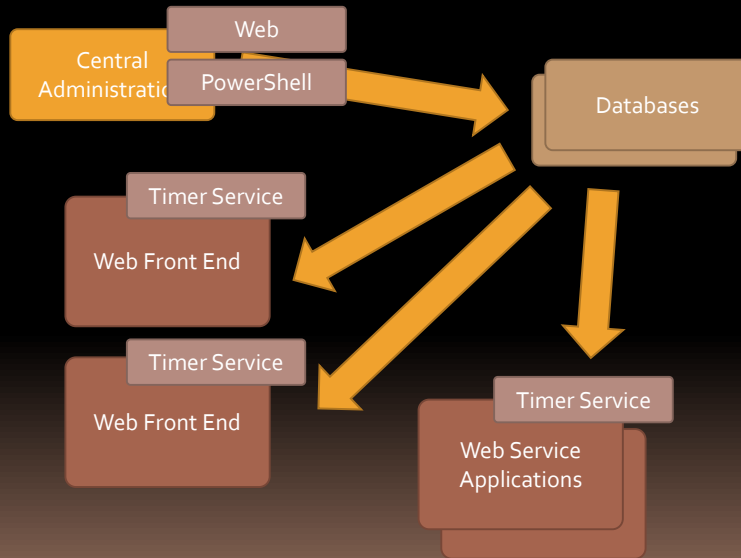 Web
Central
Administration
PowerShell
Databases
Timer Service
Web Front End
Timer Service
Web Front End
Timer Service
Web Service
Applications